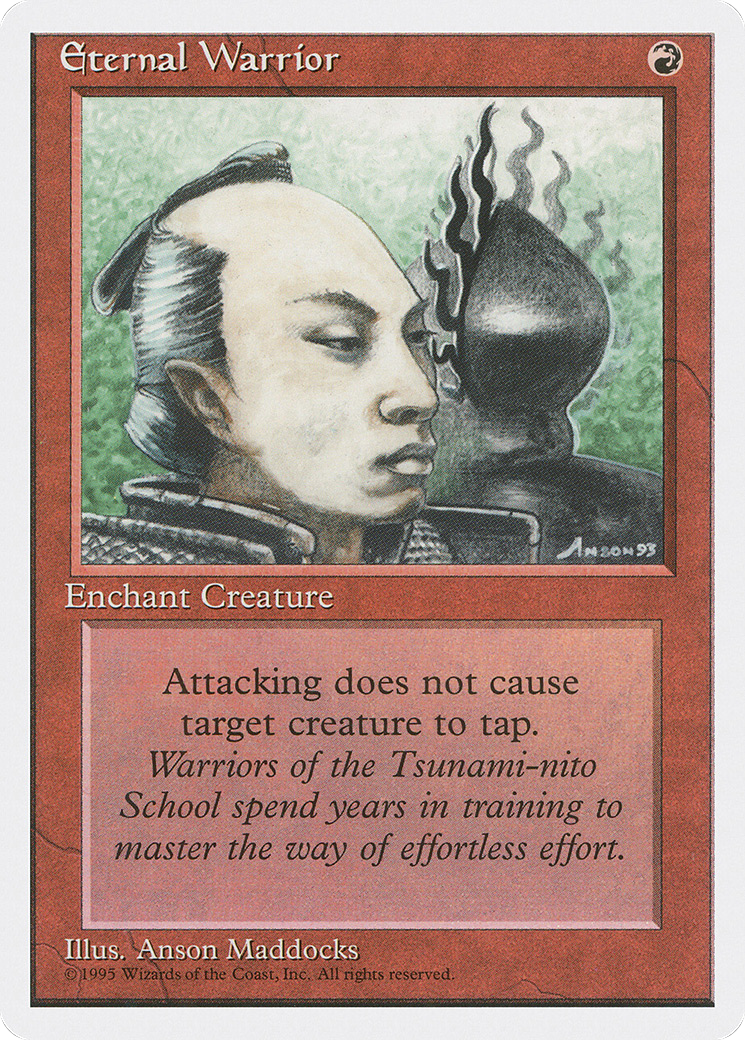 Eternal Warrior
ANSON 93
Enchant Creature
Attacking does not cause
target creature to tap.
Warriors of the Tsunami-nito
School spend years in training to
master the way of effortless effort.
Illus. Anson Maddocks
©1995 Wizards of the Coast, Inc. All rights reserved.